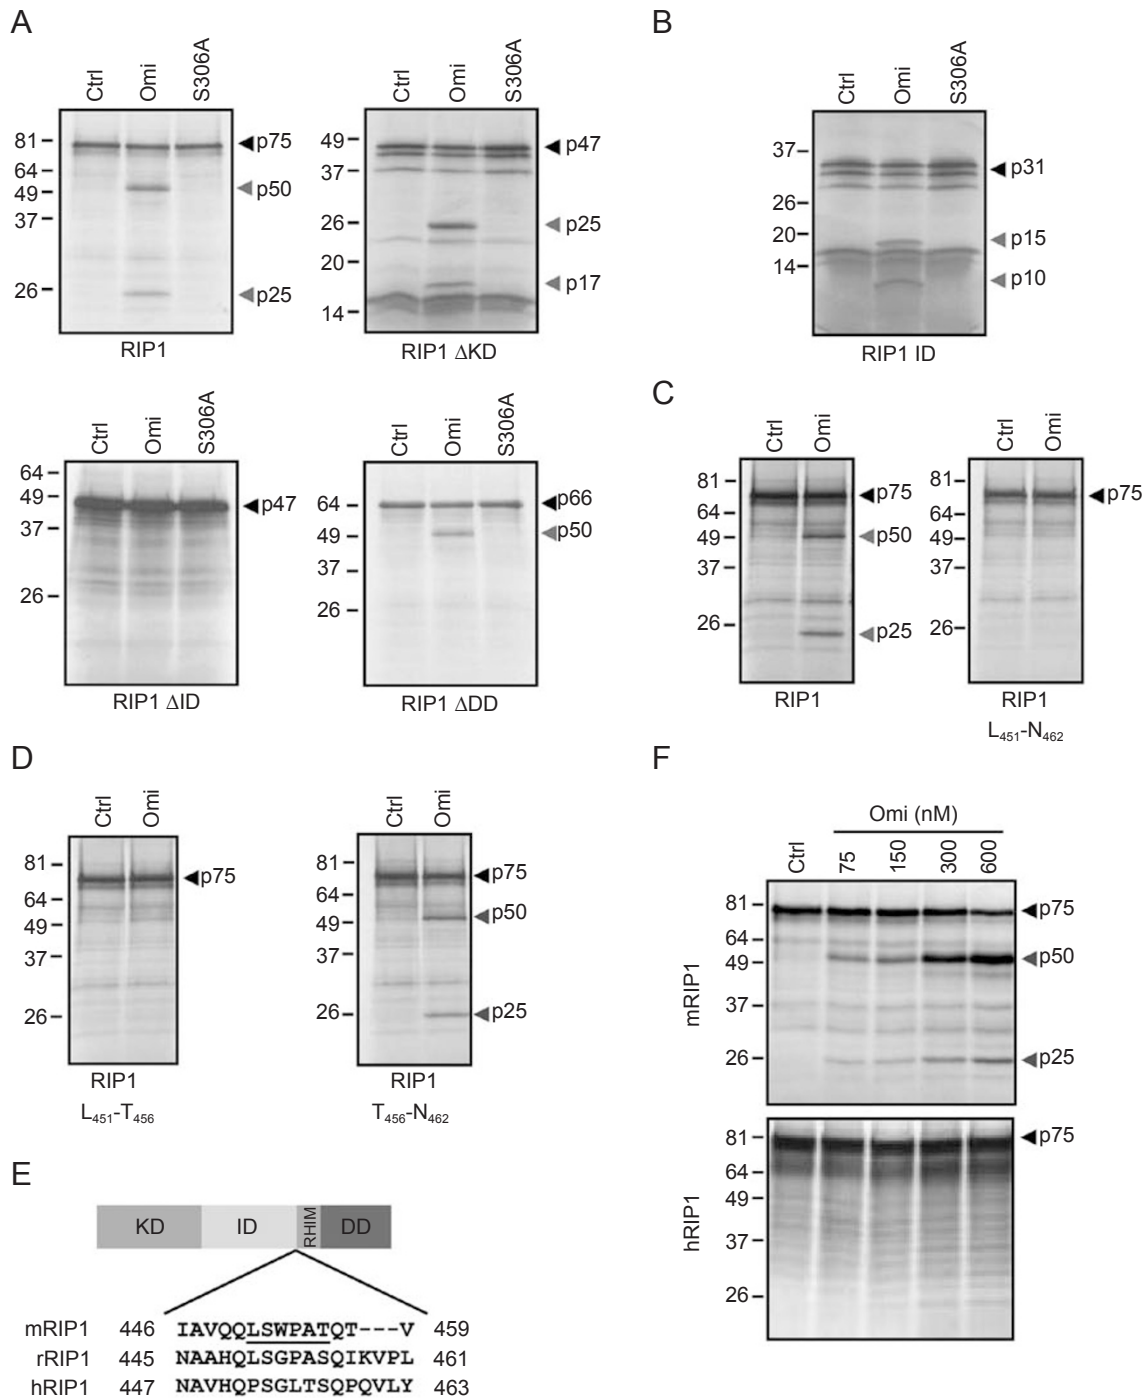 A
Ctrl Omi S306A
81
64
49
37
26
p75
p50
p25
RIP1
Ctrl Omi S306A
49
37
26
20
14
p47
p25
p17
RIP1 ΔKD
B
Ctrl Omi S306A
37
26
20
14
p31
p15
p10
RIP1 ID
Ctrl Omi S306A
64
49
37
26
p47
RIP1 ΔID
Ctrl Omi S306A
64
49
37
26
p66
p50
RIP1 ΔDD
C
Ctrl Omi
81
64
49
37
26
p75
p50
p25
RIP1
Ctrl Omi
81
64
49
37
26
p75
RIP1
L451-N462
D
Ctrl Omi
81
64
49
37
26
p75
RIP1
L451-T456
Ctrl Omi
81
64
49
37
26
p75
p50
p25
RIP1
T456-N462
E
KD ID RHIM DD
mRIP1 446 IAVQQLSWPATQT---V 459
rRIP1 445 NAAHQLSGPASQIKVPL 461
hRIP1 447 NAVHQPSGLTSQPQVLY 463
F
Omi (nM)
Ctrl 75 150 300 600
mRIP1
81
64
49
37
26
p75
p50
p25
hRIP1
81
64
49
37
26
p75